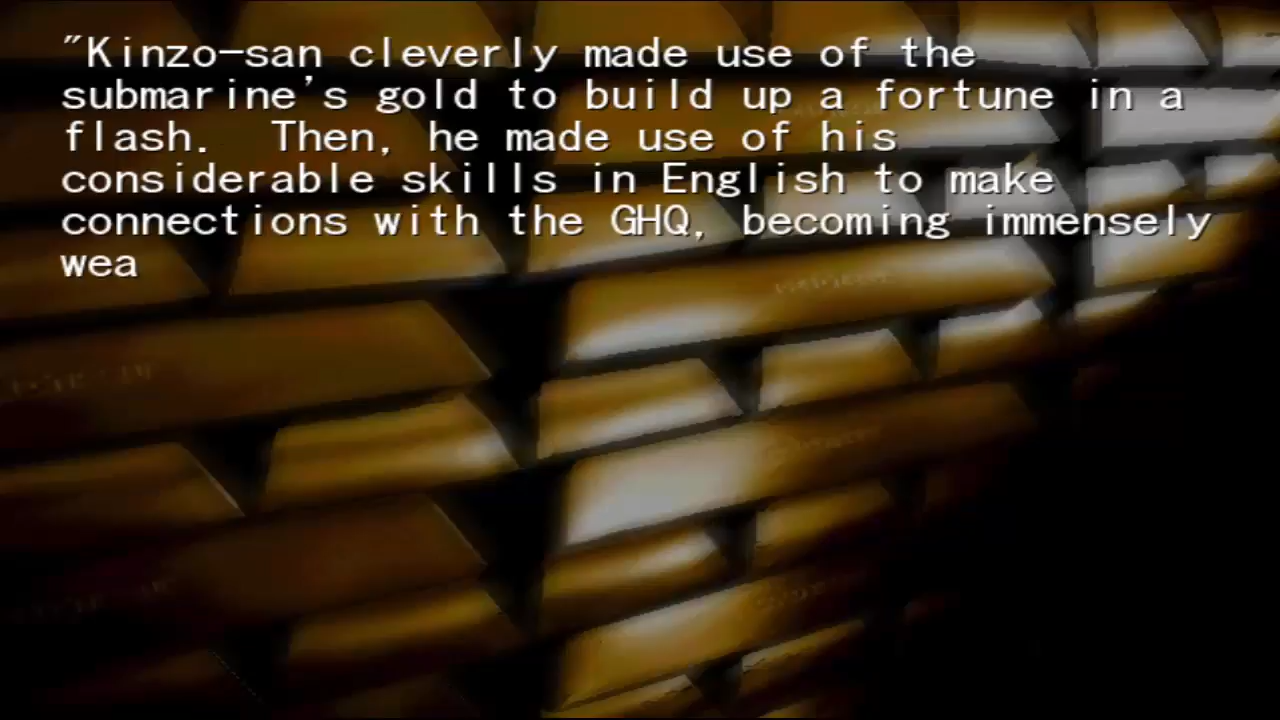 "Kinzo-san cleverly made use of the
submarine's gold to build up a fortune in a
flash.  Then, he made use of his
considerable skills in English to make
connections with the GHQ, becoming immensely
wea